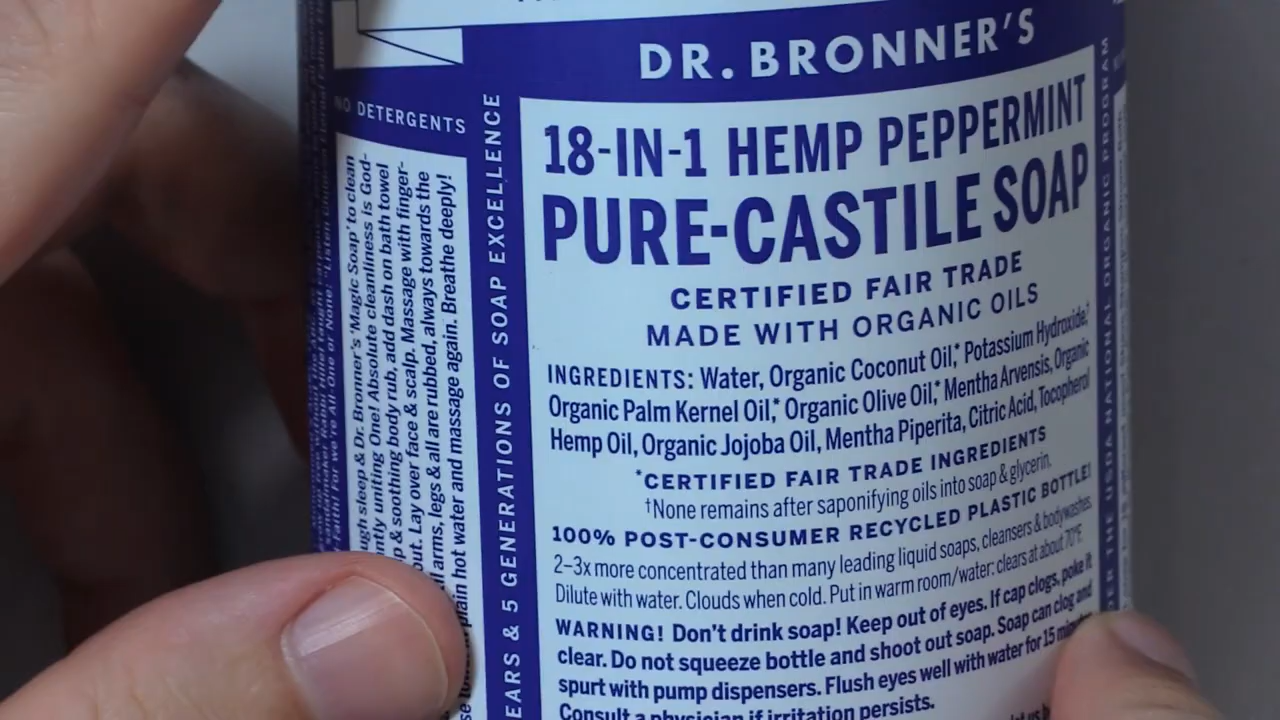 DR. BRONNER'S
18-IN-1 HEMP PEPPERMINT
PURE-CASTILE SOAP
CERTIFIED FAIR TRADE
MADE WITH ORGANIC OILS
INGREDIENTS: Water, Organic Coconut Oil,* Potassium Hydroxide,†
Organic Palm Kernel Oil,* Organic Olive Oil,* Mentha Arvensis, Organic
Hemp Oil, Organic Jojoba Oil, Mentha Piperita, Citric Acid, Tocopherol
*CERTIFIED FAIR TRADE INGREDIENTS
†None remains after saponifying oils into soap & glycerin.
100% POST-CONSUMER RECYCLED PLASTIC BOTTLE!
2–3x more concentrated than many leading liquid soaps, cleansers & bodywashes.
Dilute with water. Clouds when cold. Put in warm room/water: clears at about 70°F.
WARNING! Don't drink soap! Keep out of eyes. If cap clogs, poke it
clear. Do not squeeze bottle and shoot out soap. Soap can clog and
spurt with pump dispensers. Flush eyes well with water for 15
Consult a physician if irritation persists.
NO DETERGENTS
sleep & Dr. Bronner's 'Magic Soap' to clean
uniting One! Absolute cleanliness is God-
& soothing body rub, add dash on bath towel
out. Lay over face & scalp. Massage with finger-
arms, legs & all are rubbed, always towards the
plain hot water and massage again. Breathe deeply!
& 5 GENERATIONS OF SOAP EXCELLENCE
THE USDA NATIONAL ORGANIC PROGRAM